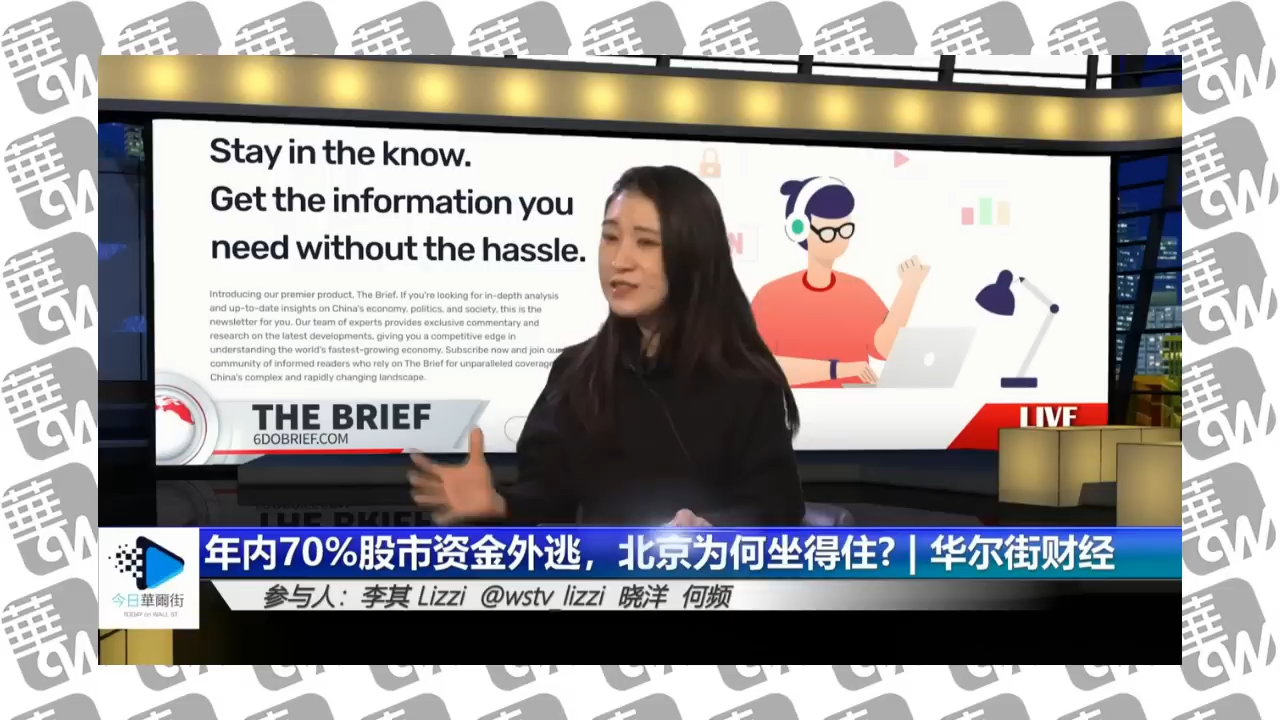 Stay in the know.
Get the information you
need without the hassle.
Introducing our premier product, The Brief. If you're looking for in-depth analysis
and up-to-date insights on China's economy, politics, and society, this is the
newsletter for you. Our team of experts provides exclusive commentary and
research on the latest developments, giving you a competitive edge in
understanding the world's fastest-growing economy. Subscribe now and join our
community of informed readers who rely on The Brief for unparalleled coverage
China's complex and rapidly changing landscape.
THE BRIEF
6DOBRIEF.COM
LIVE
年内70%股市资金外逃，北京为何坐得住？| 华尔街财经
参与人：李其 Lizzi @wstv_lizzi 晓洋 何频
今日華爾街
TODAY on WALL ST.
華